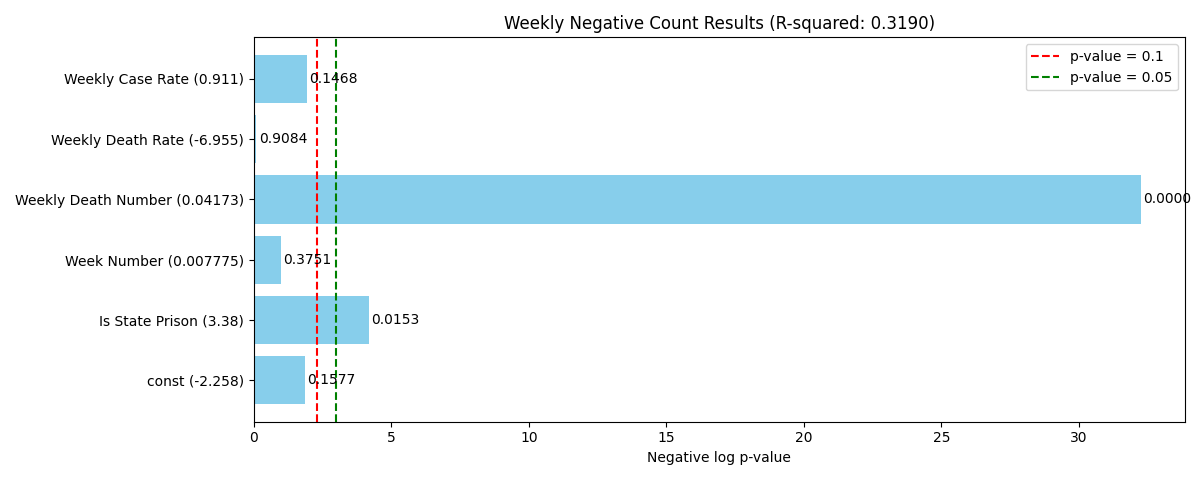 Weekly Negative Count Results (R-squared: 0.3190)
p-value = 0.1
p-value = 0.05
Weekly Case Rate (0.911)
0.1468
Weekly Death Rate (-6.955)
0.9084
Weekly Death Number (0.04173)
0.0000
Week Number (0.007775)
0.3751
Is State Prison (3.38)
0.0153
const (-2.258)
0.1577
0 5 10 15 20 25 30
Negative log p-value